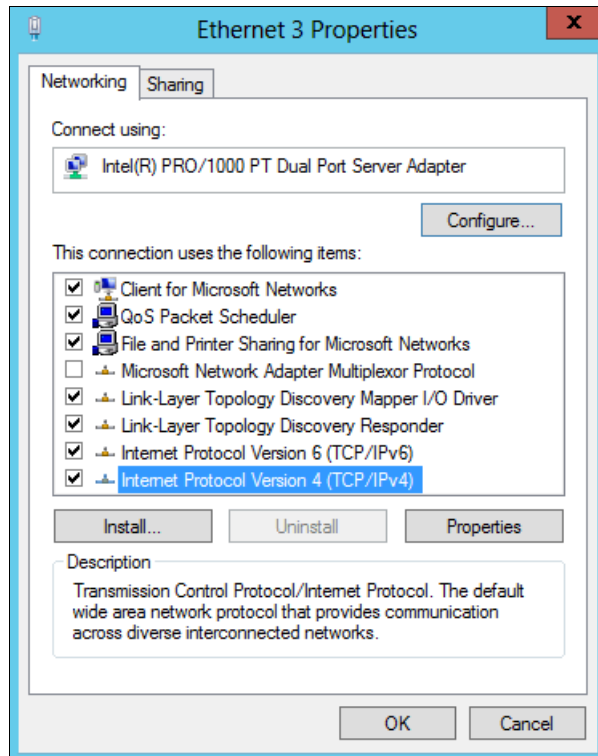 Ethernet 3 Properties
x
Networking
Sharing
Connect using:
Intel(R) PRO/1000 PT Dual Port Server Adapter
Configure...
This connection uses the following items:
Client for Microsoft Networks
QoS Packet Scheduler
File and Printer Sharing for Microsoft Networks
Microsoft Network Adapter Multiplexor Protocol
Link-Layer Topology Discovery Mapper I/O Driver
Link-Layer Topology Discovery Responder
Internet Protocol Version 6 (TCP/IPv6)
Internet Protocol Version 4 (TCP/IPv4)
Install...
Uninstall
Properties
Description
Transmission Control Protocol/Internet Protocol. The default
wide area network protocol that provides communication
across diverse interconnected networks.
OK
Cancel